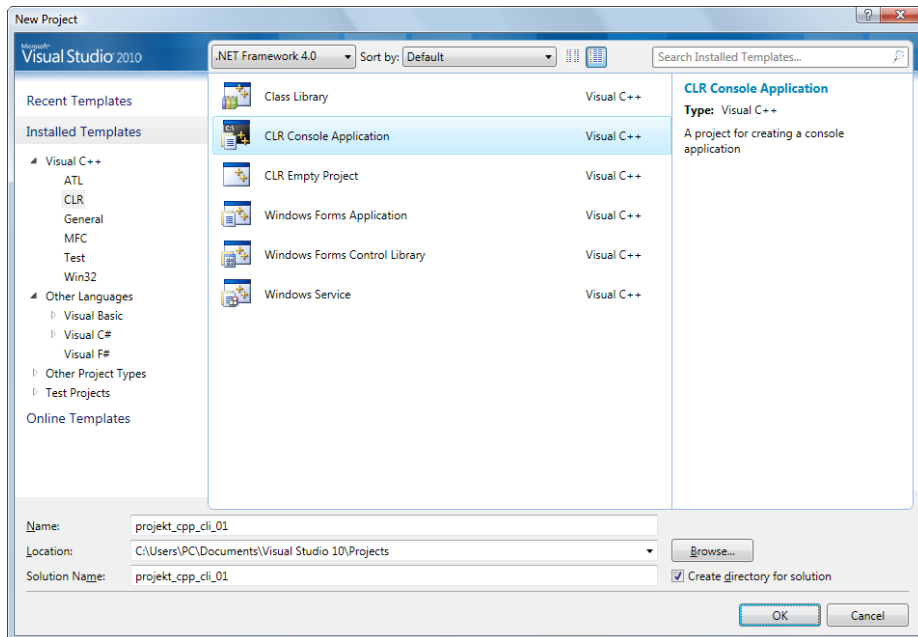 New Project
Microsoft
Visual Studio 2010
.NET Framework 4.0 Sort by: Default Search Installed Templates...
Recent Templates
Installed Templates
Visual C++
ATL
CLR
General
MFC
Test
Win32
Other Languages
Visual Basic
Visual C#
Visual F#
Other Project Types
Test Projects
Online Templates
Class Library Visual C++
CLR Console Application Visual C++
CLR Empty Project Visual C++
Windows Forms Application Visual C++
Windows Forms Control Library Visual C++
Windows Service Visual C++
CLR Console Application
Type: Visual C++
A project for creating a console
application
Name: projekt_cpp_cli_01
Location: C:\Users\PC\Documents\Visual Studio 10\Projects Browse...
Solution Name: projekt_cpp_cli_01 Create directory for solution
OK Cancel